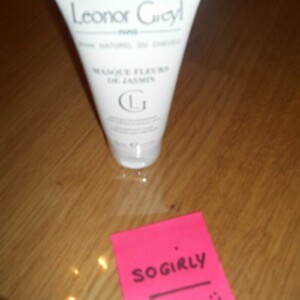 Leonor Greyl
PARIS
SOIN NATUREL DU CHEVEU
MASQUE FLEURS
DE JASMIN
LG
SOGIRLY